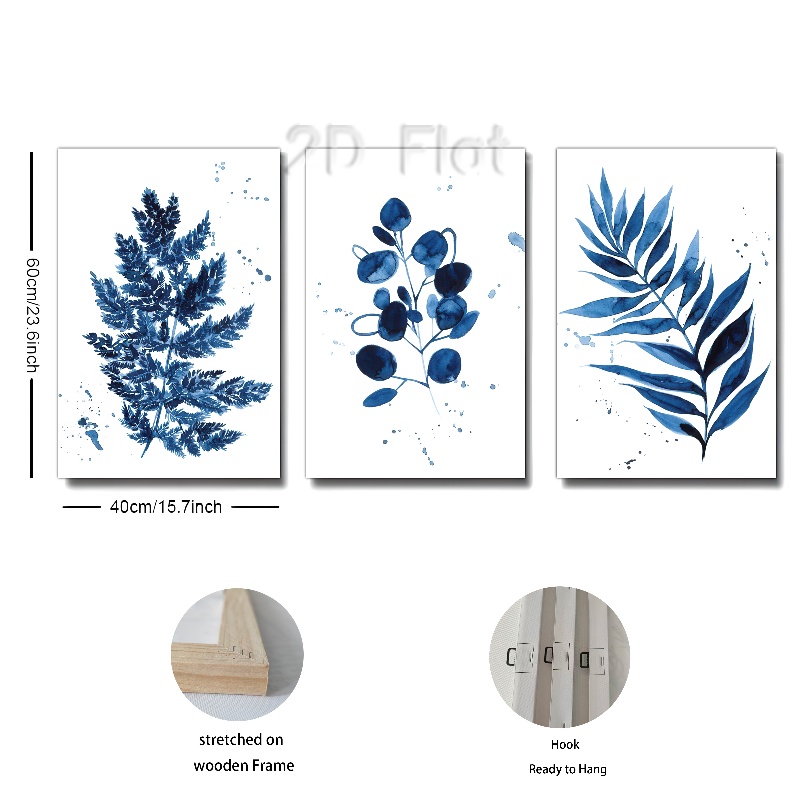 2D Flat
60cm/23.6inch
40cm/15.7inch
stretched on
wooden Frame
Hook
Ready to Hang